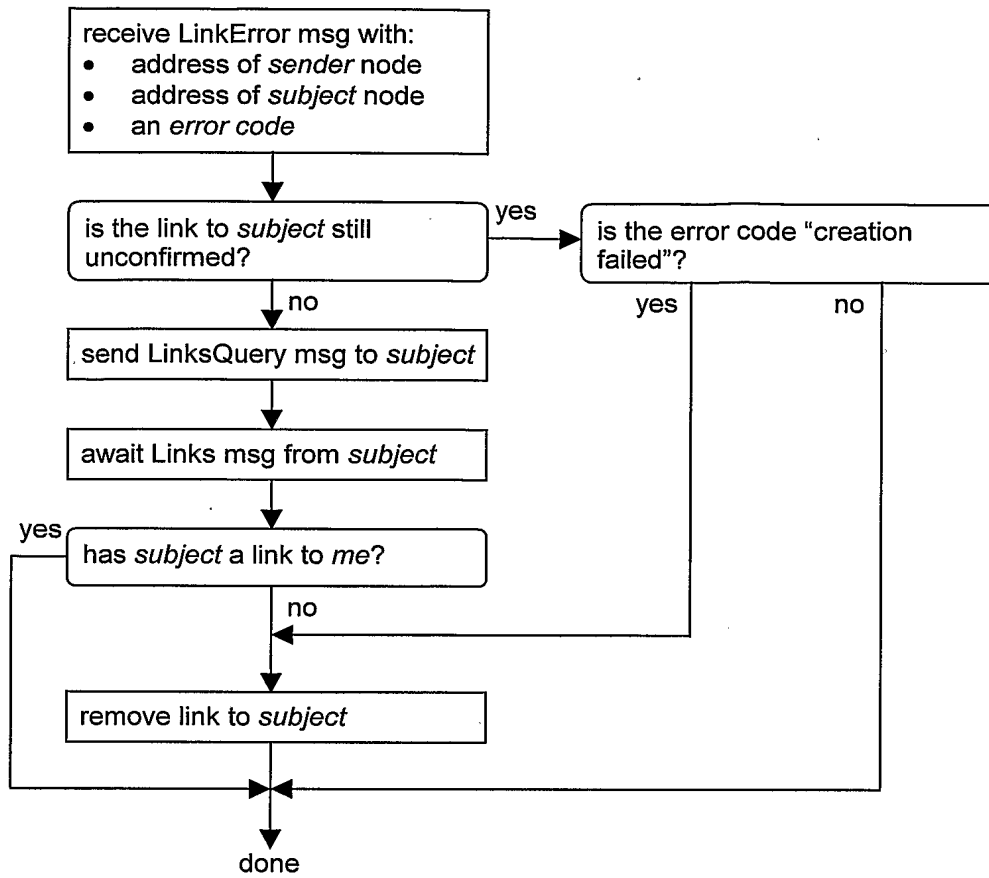 receive LinkError msg with:
• address of sender node
• address of subject node
• an error code
is the link to subject still
unconfirmed?
yes
is the error code “creation
failed”?
no
yes
no
send LinksQuery msg to subject
await Links msg from subject
yes
has subject a link to me?
no
remove link to subject
done